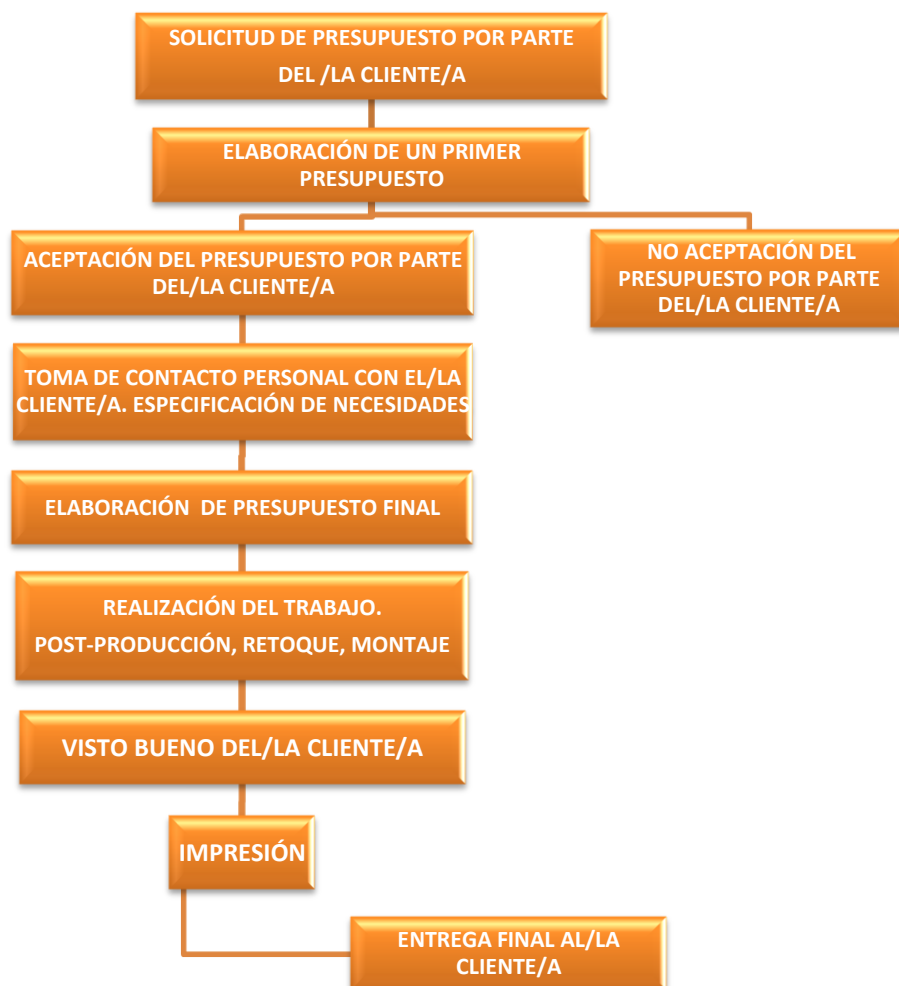 SOLICITUD DE PRESUPUESTO POR PARTE
DEL /LA CLIENTE/A
ELABORACIÓN DE UN PRIMER
PRESUPUESTO
ACEPTACIÓN DEL PRESUPUESTO POR PARTE
DEL/LA CLIENTE/A
NO ACEPTACIÓN DEL
PRESUPUESTO POR PARTE
DEL/LA CLIENTE/A
TOMA DE CONTACTO PERSONAL CON EL/LA
CLIENTE/A. ESPECIFICACIÓN DE NECESIDADES
ELABORACIÓN DE PRESUPUESTO FINAL
REALIZACIÓN DEL TRABAJO.
POST-PRODUCCIÓN, RETOQUE, MONTAJE
VISTO BUENO DEL/LA CLIENTE/A
IMPRESIÓN
ENTREGA FINAL AL/LA
CLIENTE/A